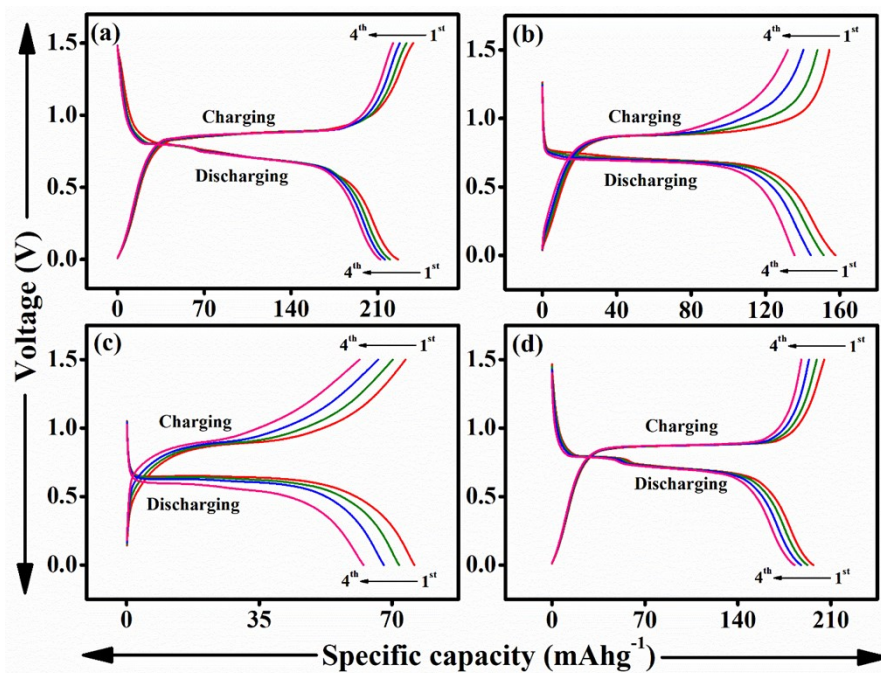 Voltage (V)
(a)
4th 1st
1.5
1.0
0.5
0.0
Charging
Discharging
4th 1st
0 70 140 210
(b)
4th 1st
1.5
1.0
0.5
0.0
Charging
Discharging
4th 1st
0 40 80 120 160
(c)
4th 1st
1.5
1.0
0.5
0.0
Charging
Discharging
4th 1st
0 35 70
(d)
4th 1st
1.5
1.0
0.5
0.0
Charging
Discharging
4th 1st
0 70 140 210
Specific capacity (mAhg-1)